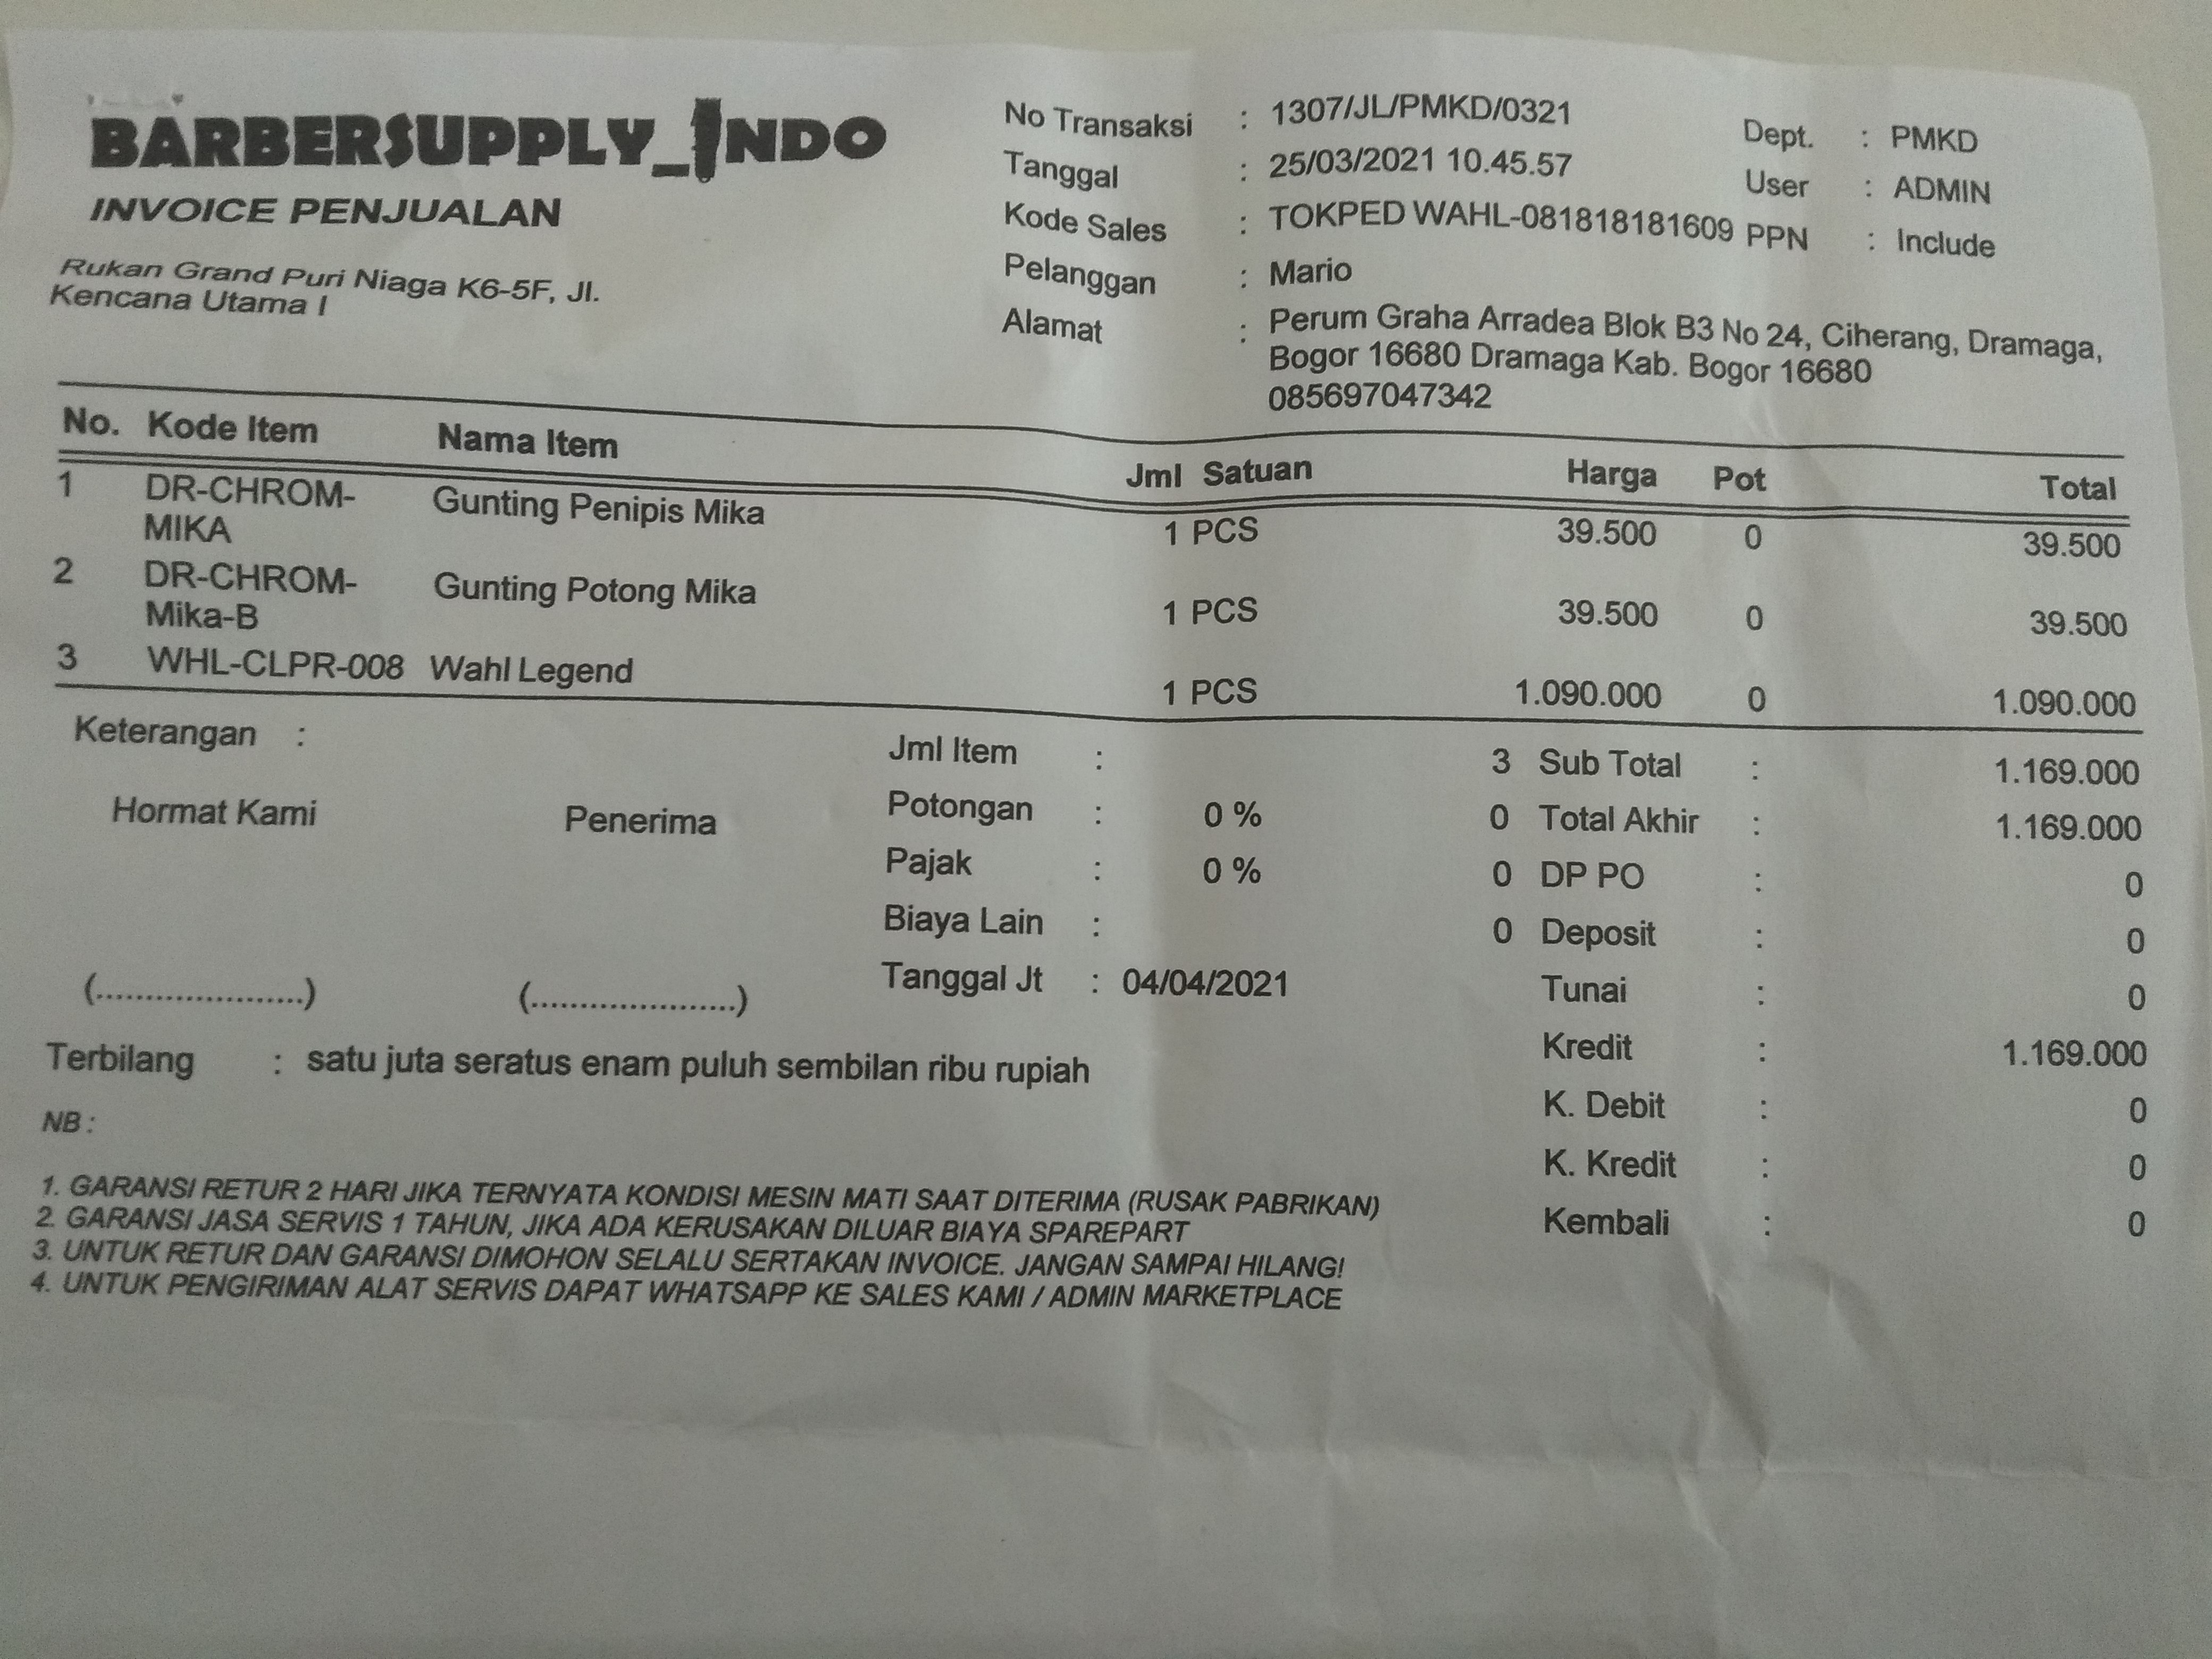 BARBERSUPPLY_INDO
INVOICE PENJUALAN
Rukan Grand Puri Niaga K6-5F, Jl.
Kencana Utama I
No Transaksi : 1307/JL/PMKD/0321
Tanggal : 25/03/2021 10.45.57
Kode Sales : TOKPED WAHL-081818181609
Pelanggan : Mario
Alamat : Perum Graha Arradea Blok B3 No 24, Ciherang, Dramaga,
Bogor 16680 Dramaga Kab. Bogor 16680
085697047342
Dept. : PMKD
User : ADMIN
PPN : Include
No. Kode Item Nama Item Jml Satuan Harga Pot Total
1 DR-CHROM- Gunting Penipis Mika 1 PCS 39.500 0 39.500
MIKA
2 DR-CHROM- Gunting Potong Mika 1 PCS 39.500 0 39.500
Mika-B
3 WHL-CLPR-008 Wahl Legend 1 PCS 1.090.000 0 1.090.000
Keterangan :
Hormat Kami Penerima
(.....................) (.....................)
Jml Item : 3
Potongan : 0 % 0
Pajak : 0 % 0
Biaya Lain : 0
Tanggal Jt : 04/04/2021
Sub Total : 1.169.000
Total Akhir : 1.169.000
DP PO : 0
Deposit : 0
Tunai : 0
Kredit : 1.169.000
K. Debit : 0
K. Kredit : 0
Kembali : 0
Terbilang : satu juta seratus enam puluh sembilan ribu rupiah
NB :
1. GARANSI RETUR 2 HARI JIKA TERNYATA KONDISI MESIN MATI SAAT DITERIMA (RUSAK PABRIKAN)
2. GARANSI JASA SERVIS 1 TAHUN, JIKA ADA KERUSAKAN DILUAR BIAYA SPAREPART
3. UNTUK RETUR DAN GARANSI DIMOHON SELALU SERTAKAN INVOICE. JANGAN SAMPAI HILANG!
4. UNTUK PENGIRIMAN ALAT SERVIS DAPAT WHATSAPP KE SALES KAMI / ADMIN MARKETPLACE